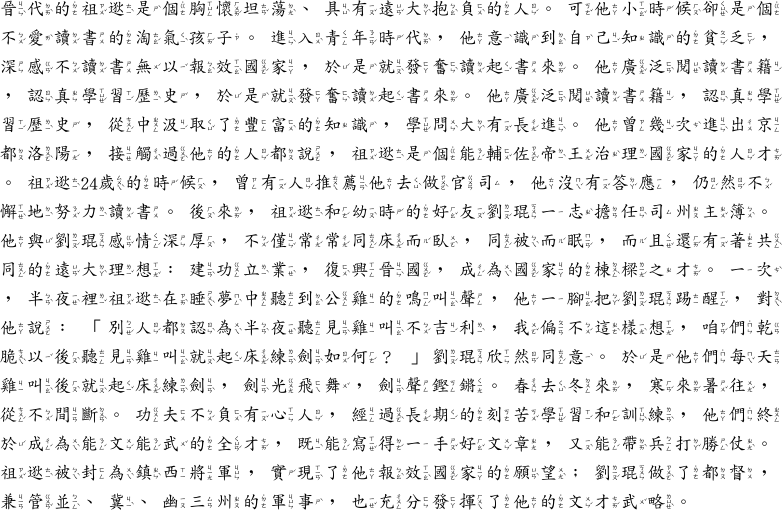 晉代的祖逖是個胸懷坦蕩、具有遠大抱負的人。可他小時候卻是個
不愛讀書的淘氣孩子。進入青年時代，他意識到自己知識的貧乏，
深感不讀書無以報效國家，於是就發奮讀起書來。他廣泛閱讀書籍
，認真學習歷史，於是就發奮讀起書來。他廣泛閱讀書籍，認真學
習歷史，從中汲取了豐富的知識，學問大有長進。他曾幾次進出京
都洛陽，接觸過他的人都說，祖逖是個能輔佐帝王治理國家的人才
。祖逖24歲的時候，曾有人推薦他去做官司，他沒有答應，仍然不
懈地努力讀書。後來，祖逖和幼時的好友劉琨一志擔任司州主簿。
他與劉琨感情深厚，不僅常常同床而臥，同被而眠，而且還有著共
同的遠大理想：建功立業，復興晉國，成為國家的棟樑之才。一次
，半夜裡祖逖在睡夢中聽到公雞的鳴叫聲，他一腳把劉琨踢醒，對
他說：「別人都認為半夜聽見雞叫不吉利，我偏不這樣想，咱們乾
脆以後聽見雞叫就起床練劍如何？」劉琨欣然同意。於是他們每天
雞叫後就起床練劍，劍光飛舞，劍聲鏗鏘。春去冬來，寒來暑往，
從不間斷。功夫不負有心人，經過長期的刻苦學習和訓練，他們終
於成為能文能武的全才，既能寫得一手好文章，又能帶兵打勝仗。
祖逖被封為鎮西將軍，實現了他報效國家的願望；劉琨做了都督，
兼管並、冀、幽三州的軍事，也充分發揮了他的文才武略。